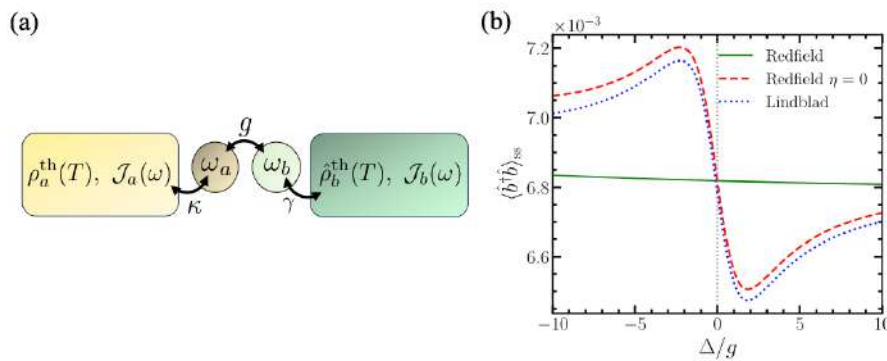 (a)
g
ρ_a^th(T), 𝒥_a(ω)
ω_a
ω_b
ρ̂_b^th(T), 𝒥_b(ω)
κ
γ
(b)
×10⁻³
7.2
7.0
6.8
6.6
⟨b̂†b̂⟩_ss
Redfield
Redfield η = 0
Lindblad
−10 −5 0 5 10
Δ/g